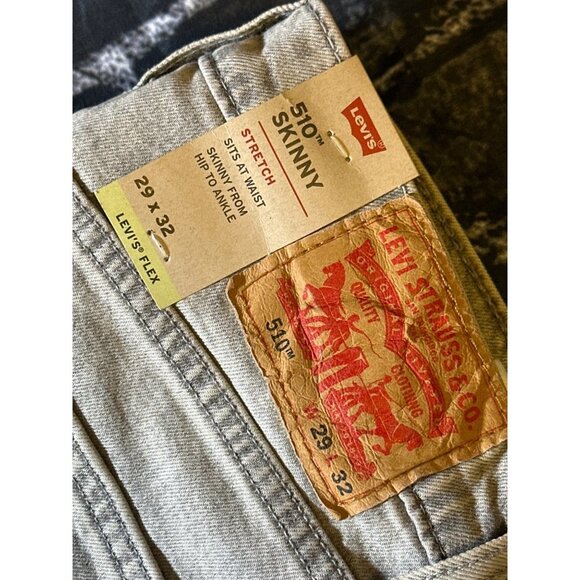 Levi's®
510™
SKINNY
STRETCH
SITS AT WAIST
SKINNY FROM
HIP TO ANKLE
29 x 32
LEVI'S® FLEX
LEVI STRAUSS & CO.
QUALITY
CLOTHING
510™
W 29 32